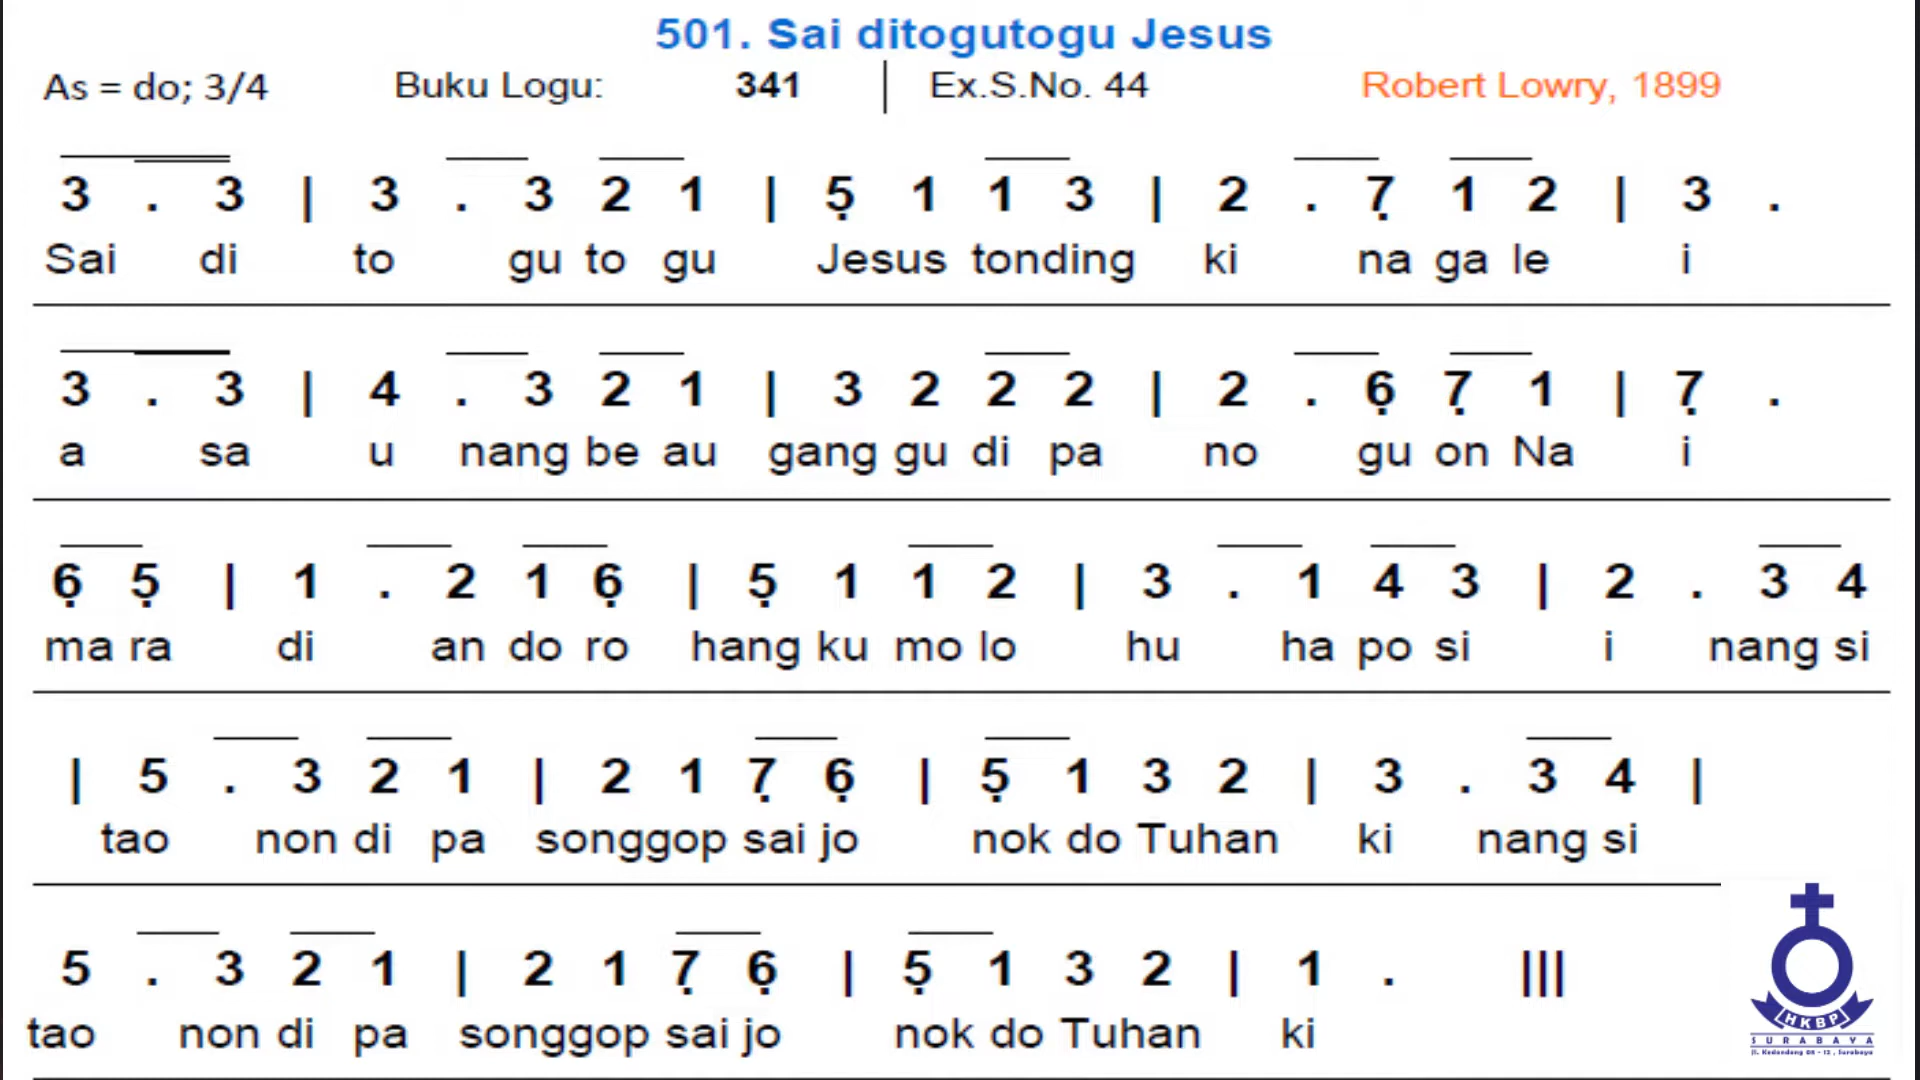 501. Sai ditogutogu Jesus
As = do; 3/4 Buku Logu: 341 | Ex.S.No. 44 Robert Lowry, 1899
3 . 3 | 3 . 3 2 1 | 5̣ 1 1 3 | 2 . 7̣ 1 2 | 3 .
Sai di to gu to gu Jesus tonding ki na ga le i
3 . 3 | 4 . 3 2 1 | 3 2 2 2 | 2 . 6̣ 7̣ 1 | 7̣ .
a sa u nang be au gang gu di pa no gu on Na i
6̣ 5̣ | 1 . 2 1 6̣ | 5̣ 1 1 2 | 3 . 1 4 3 | 2 . 3 4
ma ra di an do ro hang ku mo lo hu ha po si i nang si
| 5 . 3 2 1 | 2 1 7̣ 6̣ | 5̣ 1 3 2 | 3 . 3 4 |
tao non di pa songgop sai jo nok do Tuhan ki nang si
5 . 3 2 1 | 2 1 7̣ 6̣ | 5̣ 1 3 2 | 1 . |||
tao non di pa songgop sai jo nok do Tuhan ki
HKBP
SURABAYA